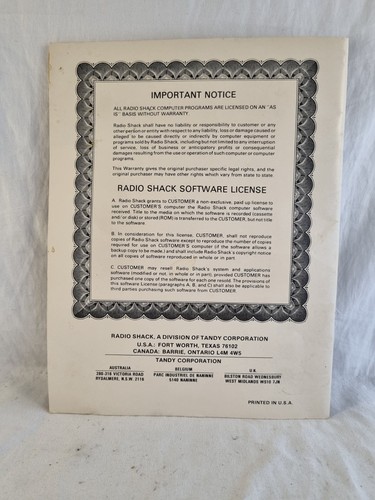 IMPORTANT NOTICE
ALL RADIO SHACK COMPUTER PROGRAMS ARE LICENSED ON AN "AS
IS" BASIS WITHOUT WARRANTY.
Radio Shack shall have no liability or responsibility to customer or any
other person or entity with respect to any liability, loss or damage caused or
alleged to be caused directly or indirectly by computer equipment or
programs sold by Radio Shack, including but not limited to any interruption
of service, loss of business or anticipatory profits or consequential
damages resulting from the use or operation of such computer or computer
programs.
This Warranty gives the original purchaser specific legal rights, and the
original purchaser may have other rights which vary from state to state.
RADIO SHACK SOFTWARE LICENSE
A. Radio Shack grants to CUSTOMER a non exclusive, paid up license to
use on CUSTOMER'S computer the Radio Shack computer software
received. Title to the media on which the software is recorded (cassette
and/or disk) or stored (ROM) is transferred to the CUSTOMER, but not title
to the software.
B. In consideration for this license, CUSTOMER, shall not reproduce
copies of Radio Shack software except to reproduce the number of copies
required for use on CUSTOMER'S computer (if the software allows a
backup copy to be made) and shall include Radio Shack's copyright notice
on all copies of software reproduced in whole or in part.
C. CUSTOMER may resell Radio Shack's system and applications
software (modified or not, in whole or in part), provided CUSTOMER has
purchased one copy of the software for each one resold. The provisions of
this software License (paragraphs A, B, and C) shall also be applicable to
third parties purchasing such software from CUSTOMER.
RADIO SHACK, A DIVISION OF TANDY CORPORATION
U.S.A.: FORT WORTH, TEXAS 76102
CANADA: BARRIE, ONTARIO L4M 4W5
TANDY CORPORATION
AUSTRALIA BELGIUM U.K.
280-316 VICTORIA ROAD PARC INDUSTRIEL DE NANINNE BILSTON ROAD WEDNESBURY
RYDALMERE, N.S.W. 2116 5140 NANINNE WEST MIDLANDS WS10 7JN
PRINTED IN U.S.A.